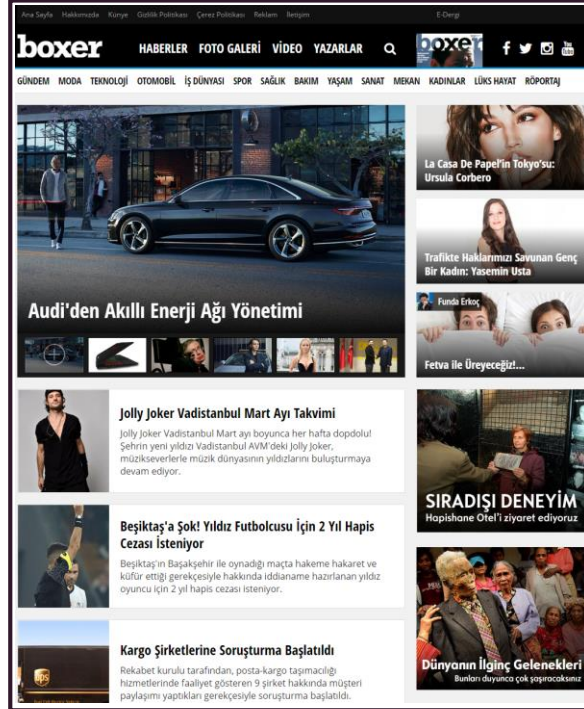 Ana Sayfa Hakkımızda Künye Gizlilik Politikası Çerez Politikası Reklam İletişim E-Dergi
boxer HABERLER FOTO GALERİ VİDEO YAZARLAR boxer
GÜNDEM MODA TEKNOLOJİ OTOMOBİL İŞ DÜNYASI SPOR SAĞLIK BAKIM YAŞAM SANAT MEKAN KADINLAR LÜKS HAYAT RÖPORTAJ
Audi'den Akıllı Enerji Ağı Yönetimi
La Casa De Papel'in Tokyo'su:
Ursula Corbero
Trafikte Haklarımızı Savunan Genç
Bir Kadın: Yasemin Usta
Funda Erkoç
Fetva ile Üreyeceğiz!...
Jolly Joker Vadistanbul Mart Ayı Takvimi
Jolly Joker Vadistanbul Mart ayı boyunca her hafta dopdolu!
Şehrin yeni yıldızı Vadistanbul AVM'deki Jolly Joker,
müzikseverlerle müzik dünyasının yıldızlarını buluşturmaya
devam ediyor.
SIRADIŞI DENEYİM
Hapishane Otel'i ziyaret ediyoruz
Beşiktaş'a Şok! Yıldız Futbolcusu İçin 2 Yıl Hapis
Cezası İsteniyor
Beşiktaş'ın Başakşehir ile oynadığı maçta hakeme hakaret ve
küfür ettiği gerekçesiyle hakkında iddianame hazırlanan yıldız
oyuncu için 2 yıl hapis cezası isteniyor.
Dünyanın İlginç Gelenekleri
Bunları duyunca çok şaşıracaksınız
ups
Kargo Şirketlerine Soruşturma Başlatıldı
Rekabet kurulu tarafından, posta-kargo taşımacılığı
hizmetlerinde faaliyet gösteren 9 şirket hakkında müşteri
paylaşımı yaptıkları gerekçesiyle soruşturma başlatıldı.